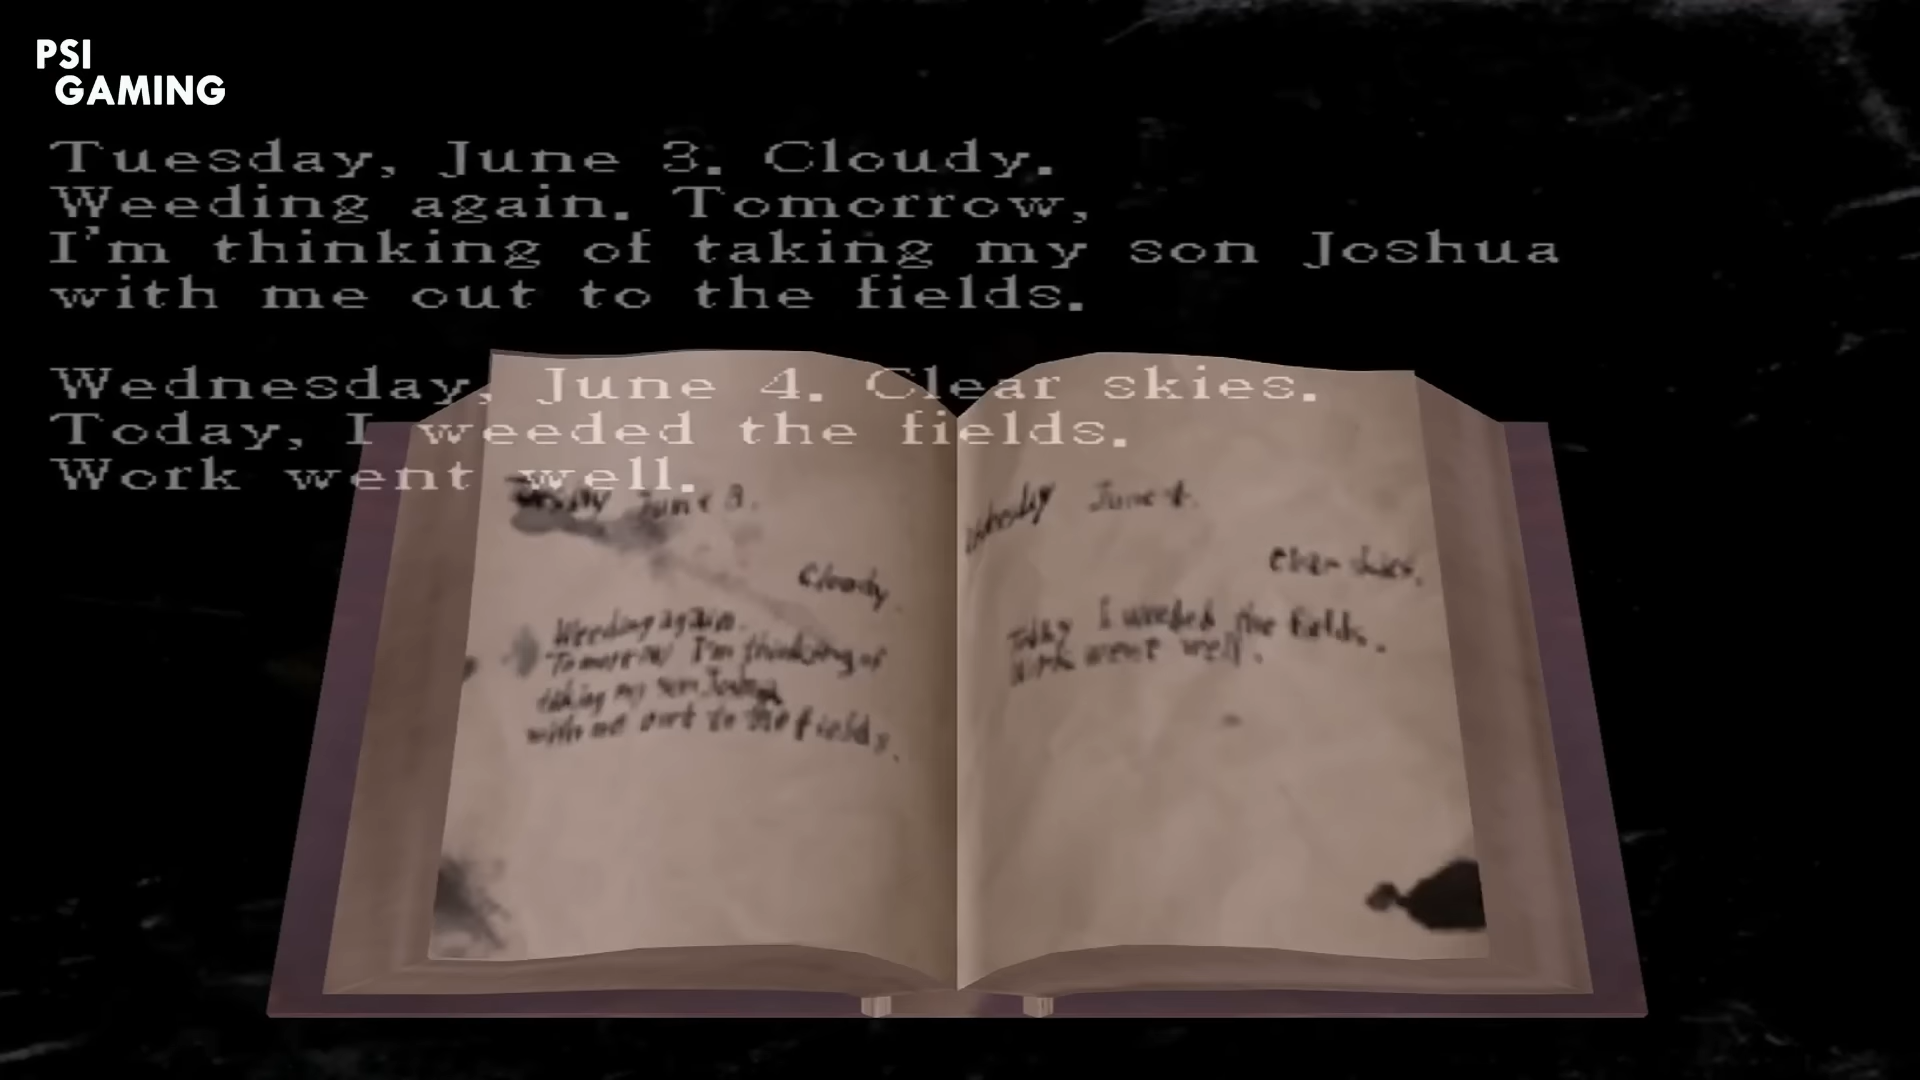 PSI
GAMING
Tuesday, June 3. Cloudy.
Weeding again. Tomorrow,
I'm thinking of taking my son Joshua
with me out to the fields.
Wednesday, June 4. Clear skies.
Today, I weeded the fields.
Work went well.
Tuesday June 3.
Cloudy.
Weeding again.
Tomorrow I'm thinking of
taking my son Joshua
with me out to the fields.
Wednesday June 4.
Clear skies.
Today I weeded the fields.
Work went well.